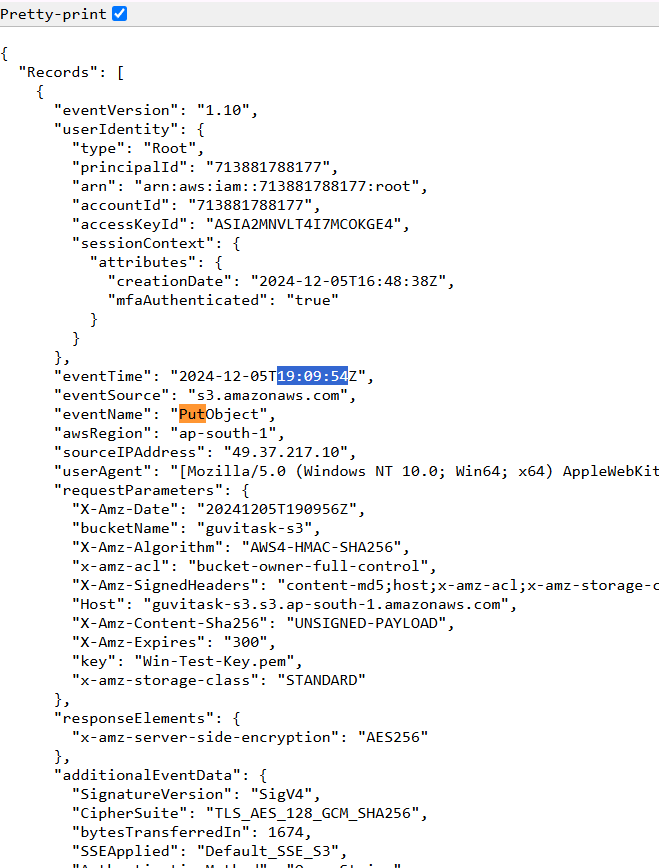 Pretty-print
{
"Records": [
{
"eventVersion": "1.10",
"userIdentity": {
"type": "Root",
"principalId": "713881788177",
"arn": "arn:aws:iam::713881788177:root",
"accountId": "713881788177",
"accessKeyId": "ASIA2MNVLT4I7MCOKGE4",
"sessionContext": {
"attributes": {
"creationDate": "2024-12-05T16:48:38Z",
"mfaAuthenticated": "true"
}
}
},
"eventTime": "2024-12-05T19:09:54Z",
"eventSource": "s3.amazonaws.com",
"eventName": "PutObject",
"awsRegion": "ap-south-1",
"sourceIPAddress": "49.37.217.10",
"userAgent": "[Mozilla/5.0 (Windows NT 10.0; Win64; x64) AppleWebKit
"requestParameters": {
"X-Amz-Date": "20241205T190956Z",
"bucketName": "guvitask-s3",
"X-Amz-Algorithm": "AWS4-HMAC-SHA256",
"x-amz-acl": "bucket-owner-full-control",
"X-Amz-SignedHeaders": "content-md5;host;x-amz-acl;x-amz-storage-c
"Host": "guvitask-s3.s3.ap-south-1.amazonaws.com",
"X-Amz-Content-Sha256": "UNSIGNED-PAYLOAD",
"X-Amz-Expires": "300",
"key": "Win-Test-Key.pem",
"x-amz-storage-class": "STANDARD"
},
"responseElements": {
"x-amz-server-side-encryption": "AES256"
},
"additionalEventData": {
"SignatureVersion": "SigV4",
"CipherSuite": "TLS_AES_128_GCM_SHA256",
"bytesTransferredIn": 1674,
"SSEApplied": "Default_SSE_S3",